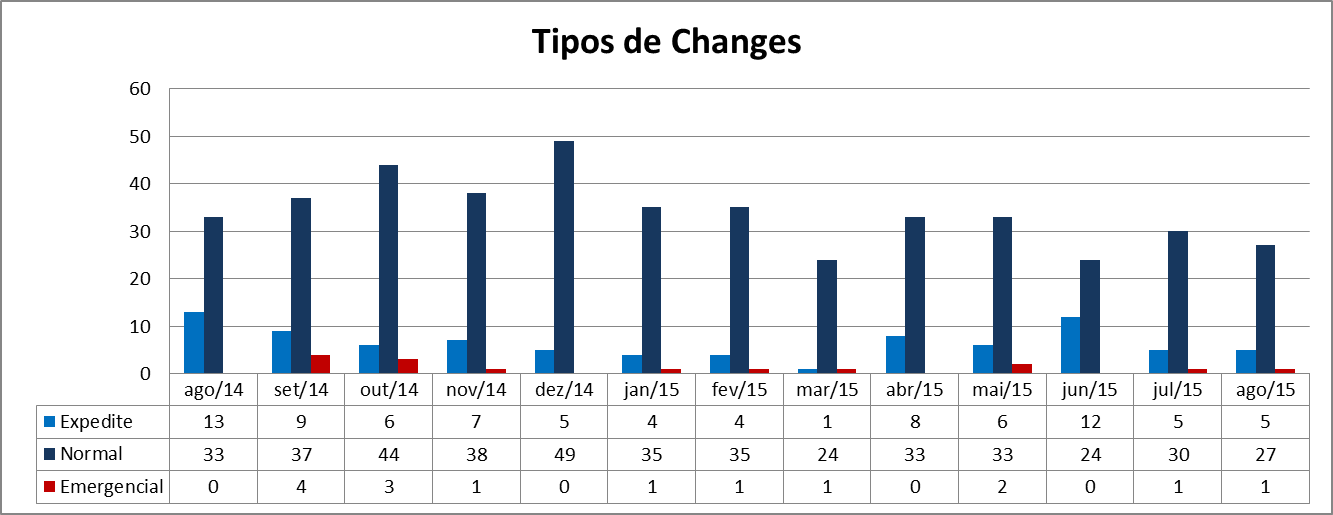 Tipos de Changes
60
50
40
30
20
10
0
ago/14 set/14 out/14 nov/14 dez/14 jan/15 fev/15 mar/15 abr/15 mai/15 jun/15 jul/15 ago/15
Expedite 13 9 6 7 5 4 4 1 8 6 12 5 5
Normal 33 37 44 38 49 35 35 24 33 33 24 30 27
Emergencial 0 4 3 1 0 1 1 1 0 2 0 1 1